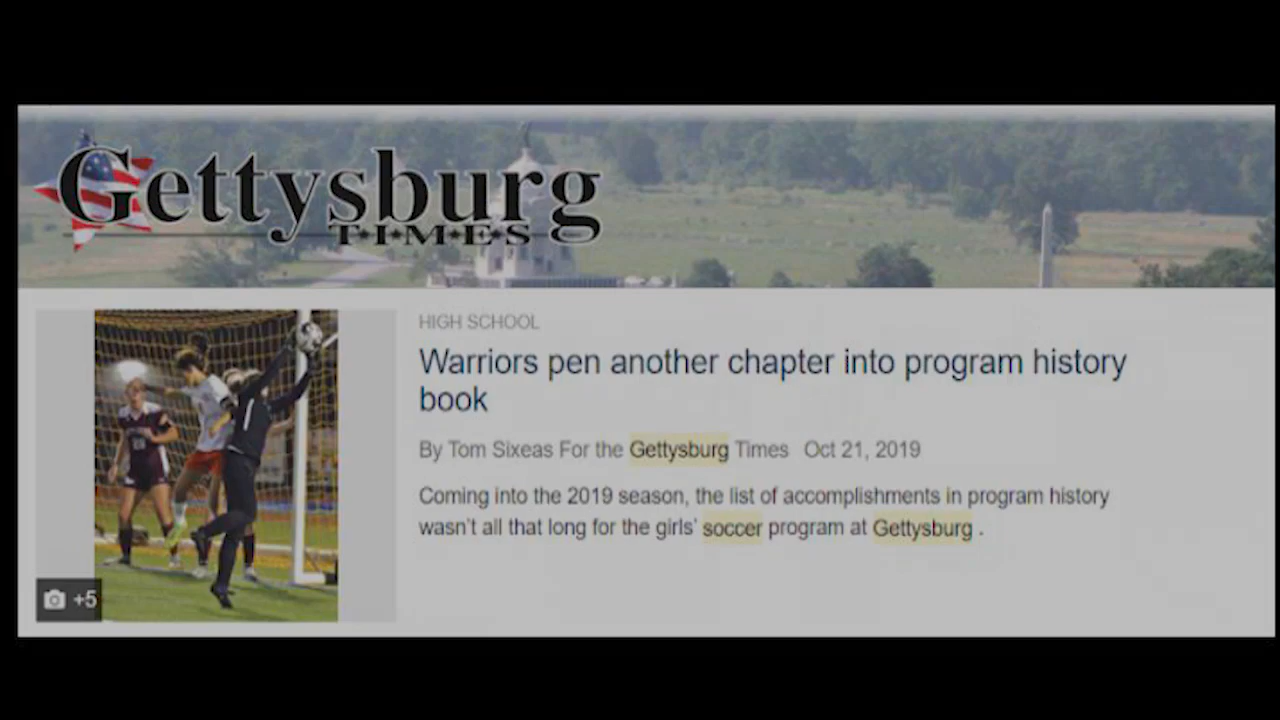 Gettysburg
TIMES
HIGH SCHOOL
Warriors pen another chapter into program history
book
By Tom Sixeas For the Gettysburg Times Oct 21, 2019
Coming into the 2019 season, the list of accomplishments in program history
wasn't all that long for the girls' soccer program at Gettysburg .
+5